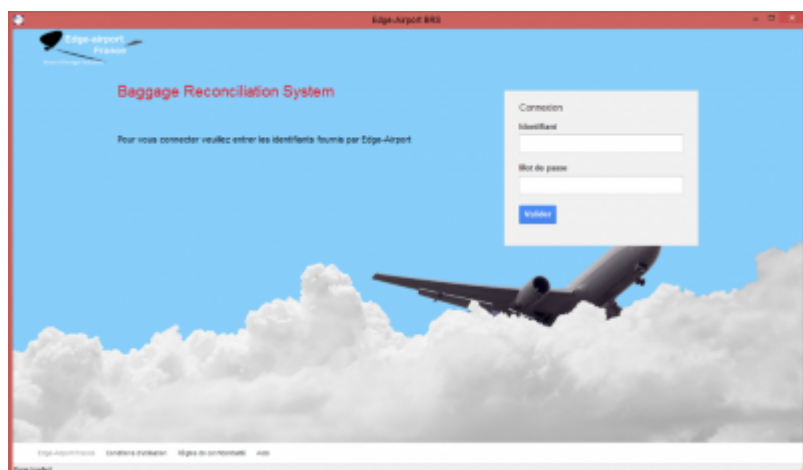 Edge-Airport BRS
Edge-airport
France
Baggage Reconciliation System
Connexion
Identifiant
Pour vous connecter veuillez entrer les identifiants fournis par Edge-Airport
Mot de passe
Valider
Edge-Airport France Conditions d'utilisation Règles de confidentialité Aide